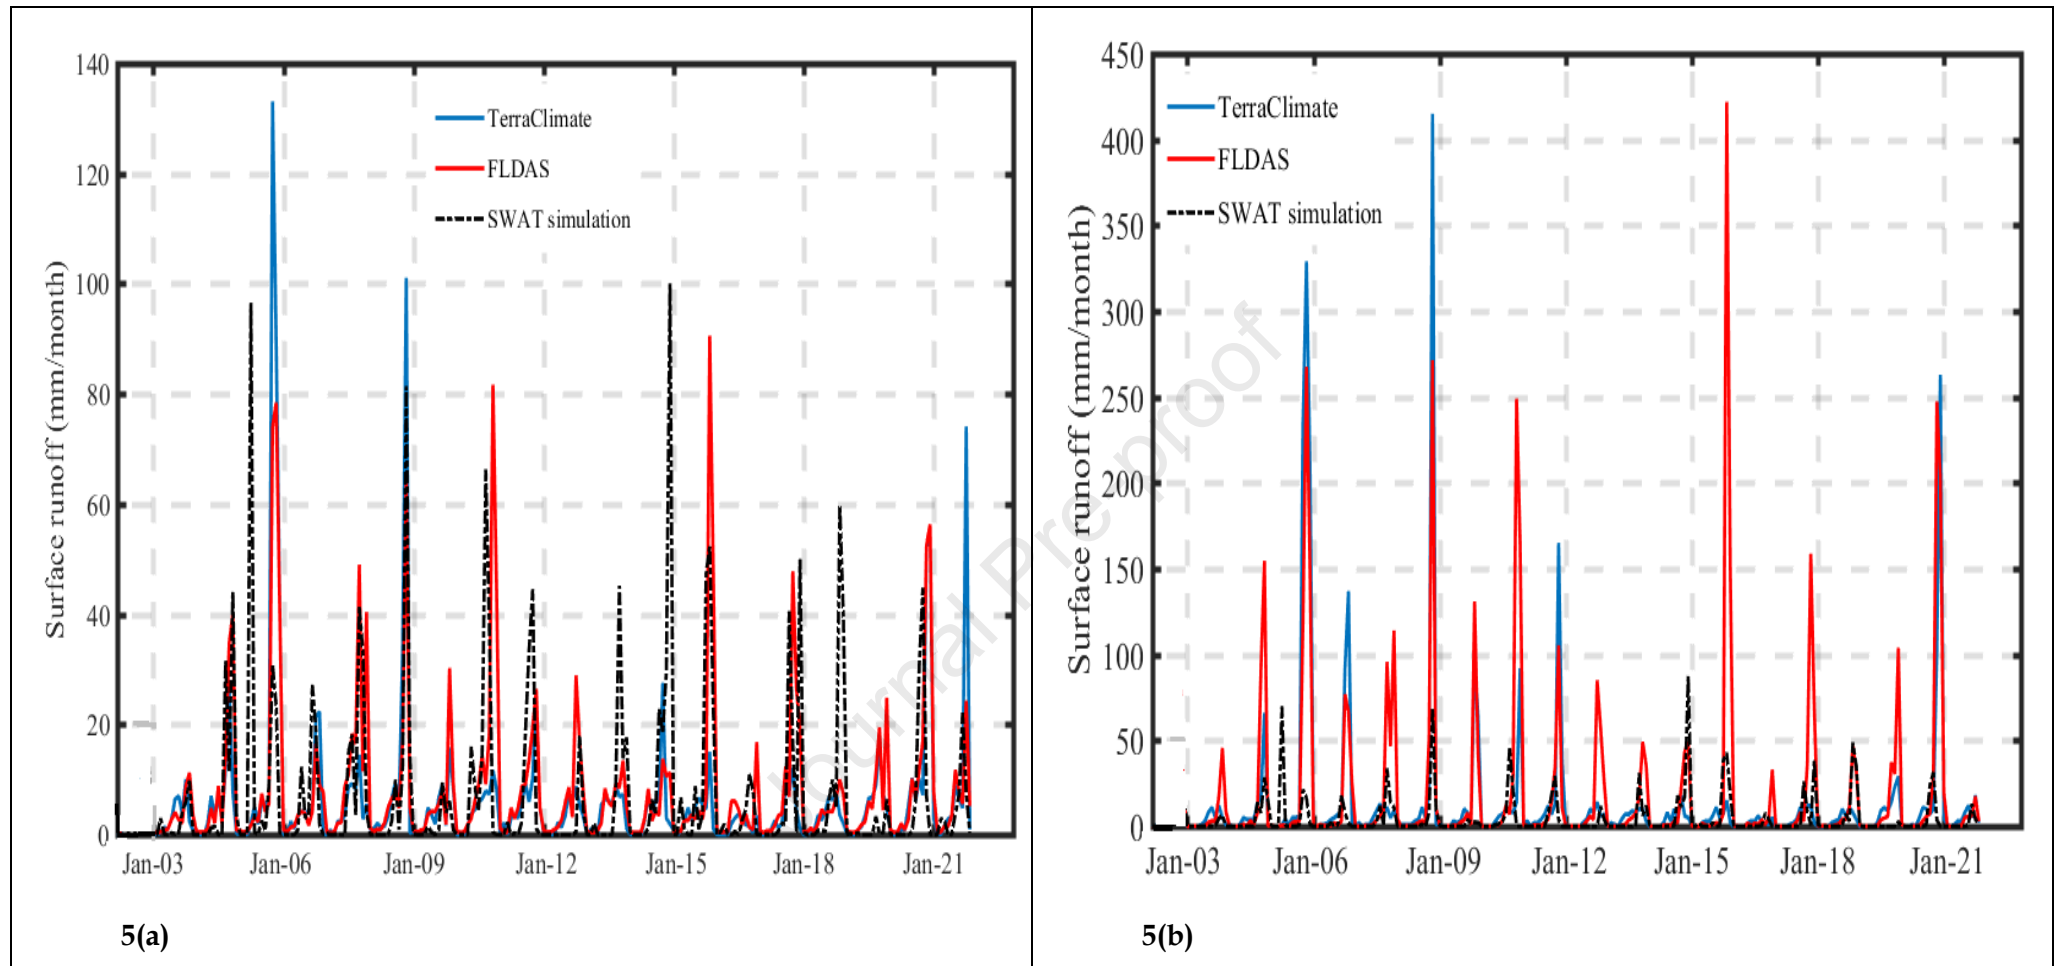 140
120
100
80
60
40
20
0
Surface runoff (mm/month)
TerraClimate
FLDAS
SWAT simulation
Jan-03 Jan-06 Jan-09 Jan-12 Jan-15 Jan-18 Jan-21
5(a)
450
400
350
300
250
200
150
100
50
0
Surface runoff (mm/month)
TerraClimate
FLDAS
SWAT simulation
Jan-03 Jan-06 Jan-09 Jan-12 Jan-15 Jan-18 Jan-21
5(b)
Journal Pre-proof